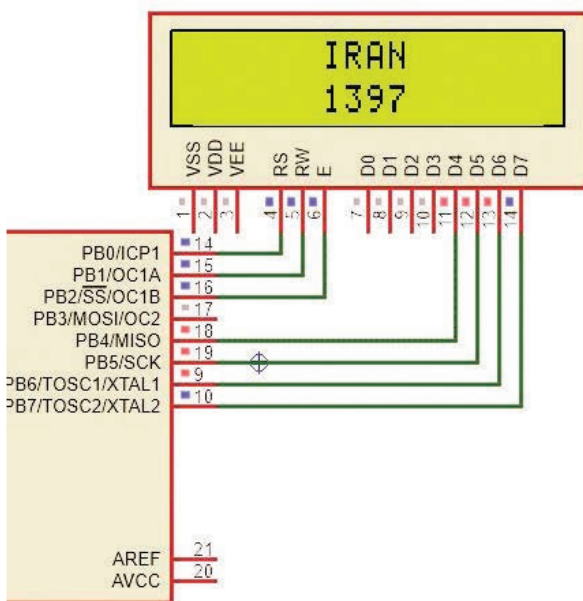 IRAN
1397
VSS
VDD
VEE
RS
RW
E
D0
D1
D2
D3
D4
D5
D6
D7
1
2
3
4
5
6
7
8
9
10
11
12
13
14
PB0/ICP1 14
PB1/OC1A 15
PB2/SS/OC1B 16
PB3/MOSI/OC2 17
PB4/MISO 18
PB5/SCK 19
PB6/TOSC1/XTAL1 9
PB7/TOSC2/XTAL2 10
AREF 21
AVCC 20